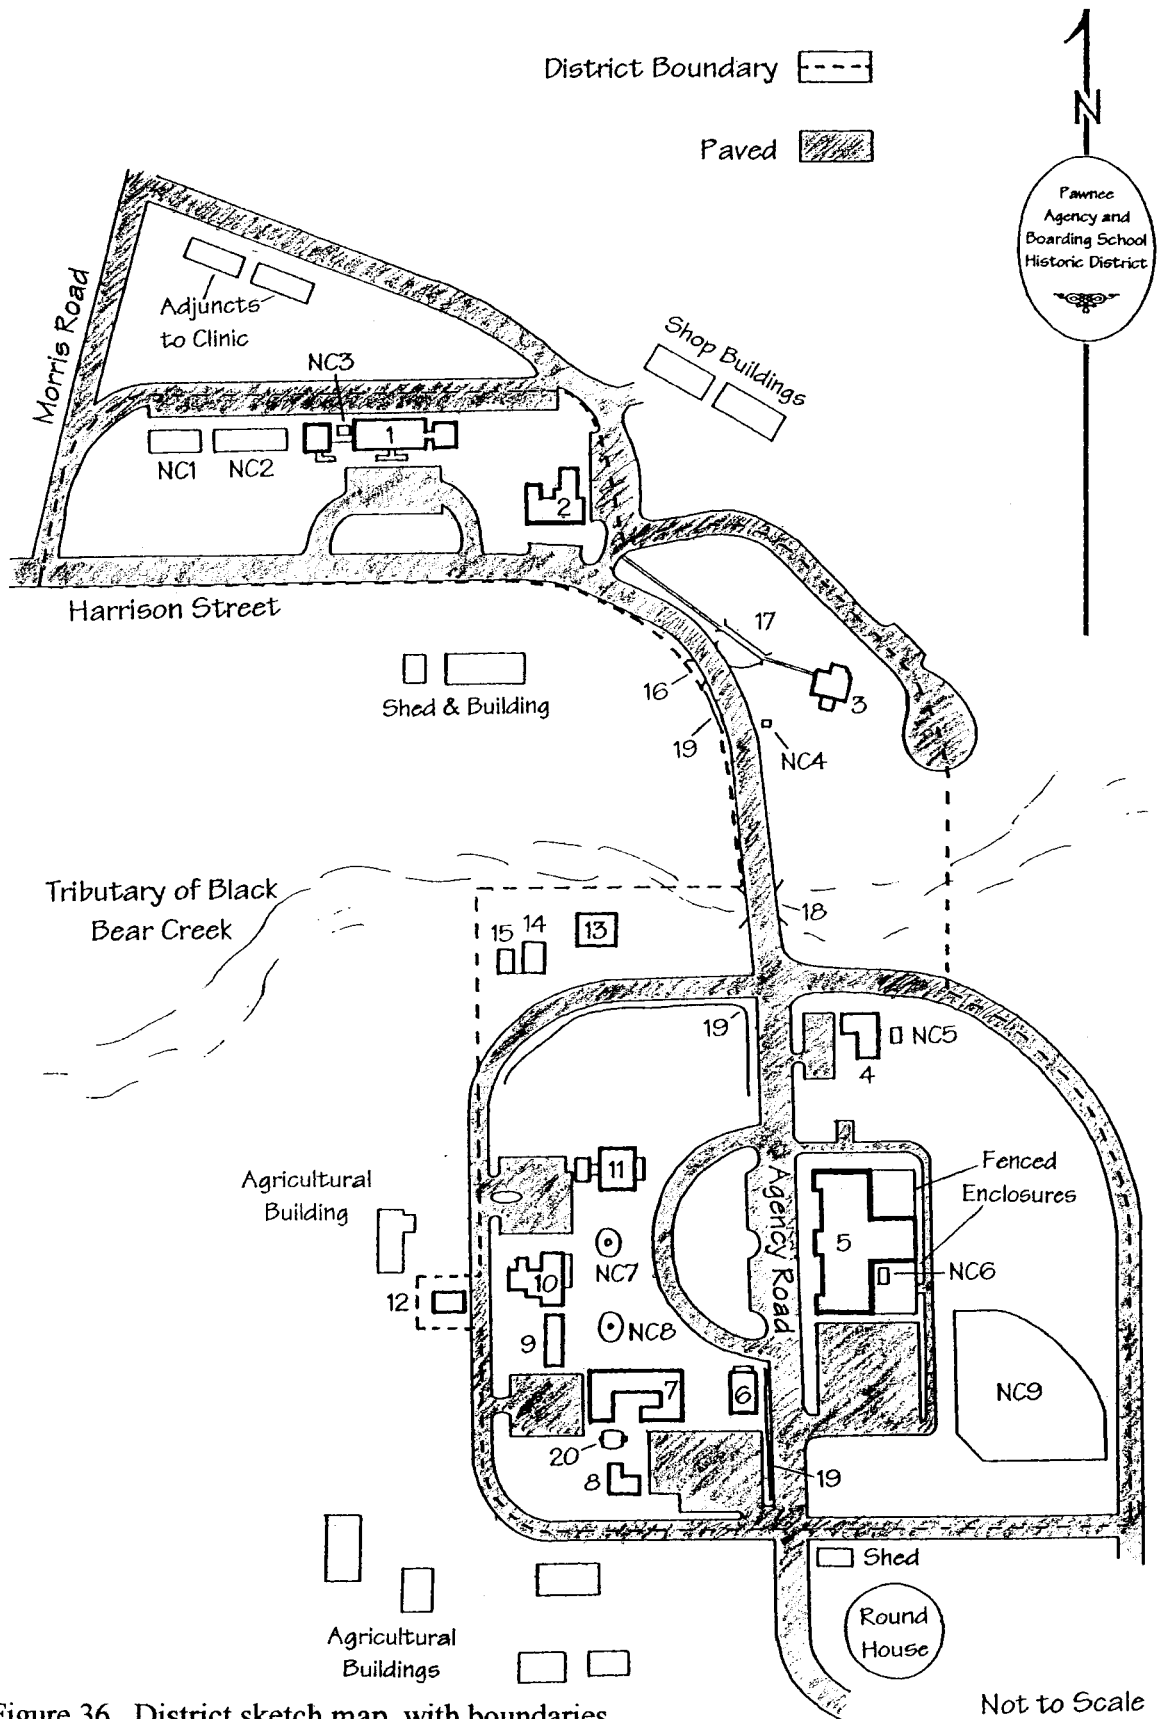 District Boundary
Paved
N
Pawnee
Agency and
Boarding School
Historic District
Morris Road
Adjuncts
to Clinic
Shop Buildings
NC3
1
NC1
NC2
2
Harrison Street
17
16
3
Shed & Building
19
NC4
Tributary of Black
Bear Creek
18
15
14
13
19
NC5
4
Agricultural
Building
11
Agency Road
Fenced
Enclosures
5
NC7
NC6
10
12
9
NC8
NC9
7
6
20
8
19
Shed
Round
House
Agricultural
Buildings
Not to Scale
Figure 36. District sketch map, with boundaries